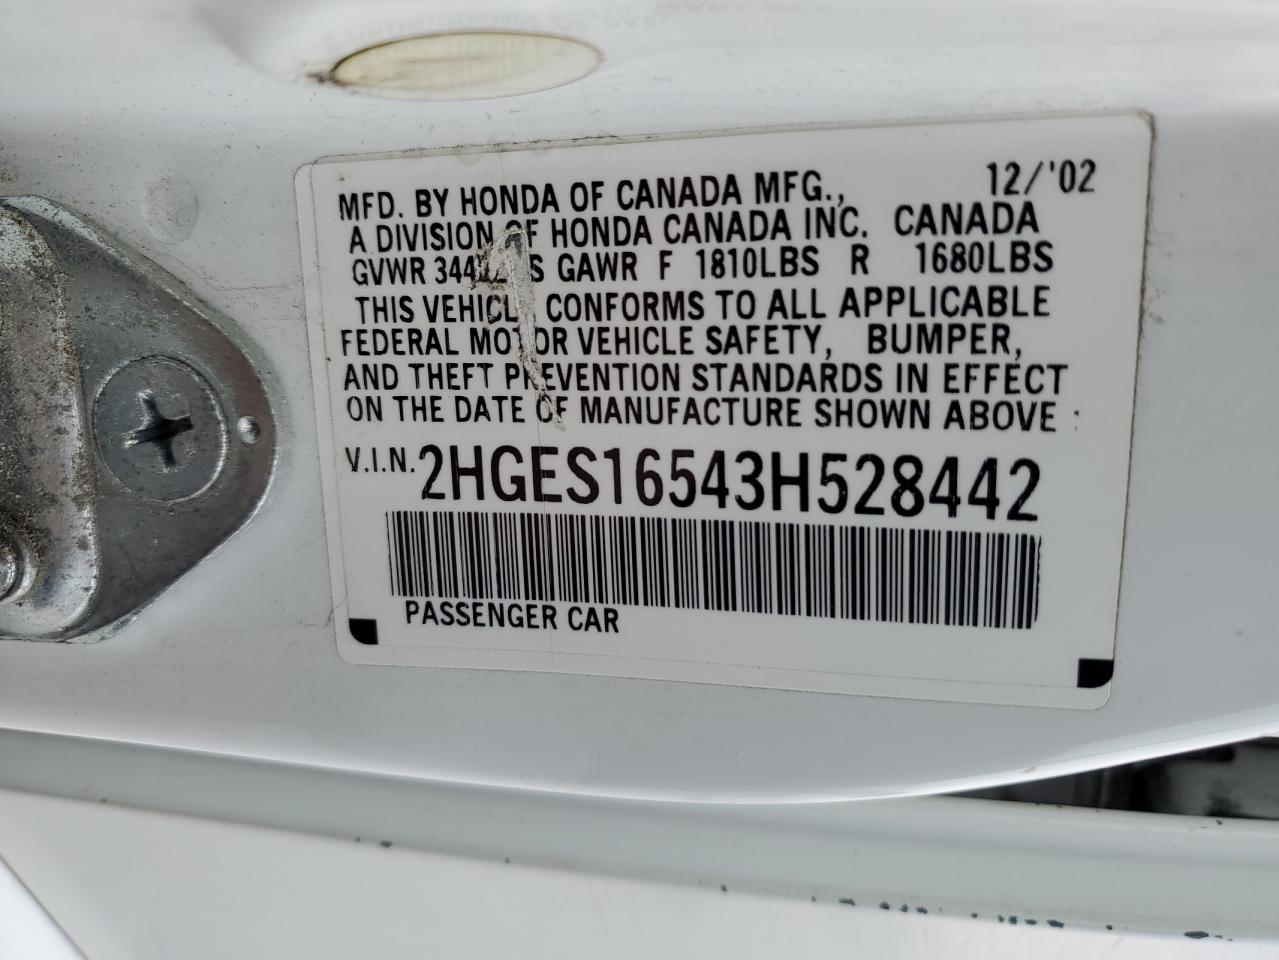 MFD. BY HONDA OF CANADA MFG., 12/'02
A DIVISION OF HONDA CANADA INC. CANADA
GVWR GAWR F 1810LBS R 1680LBS
THIS VEHICLE CONFORMS TO ALL APPLICABLE
FEDERAL MOTOR VEHICLE SAFETY, BUMPER,
AND THEFT PREVENTION STANDARDS IN EFFECT
ON THE DATE OF MANUFACTURE SHOWN ABOVE.
V.I.N. 2HGES16543H528442
PASSENGER CAR